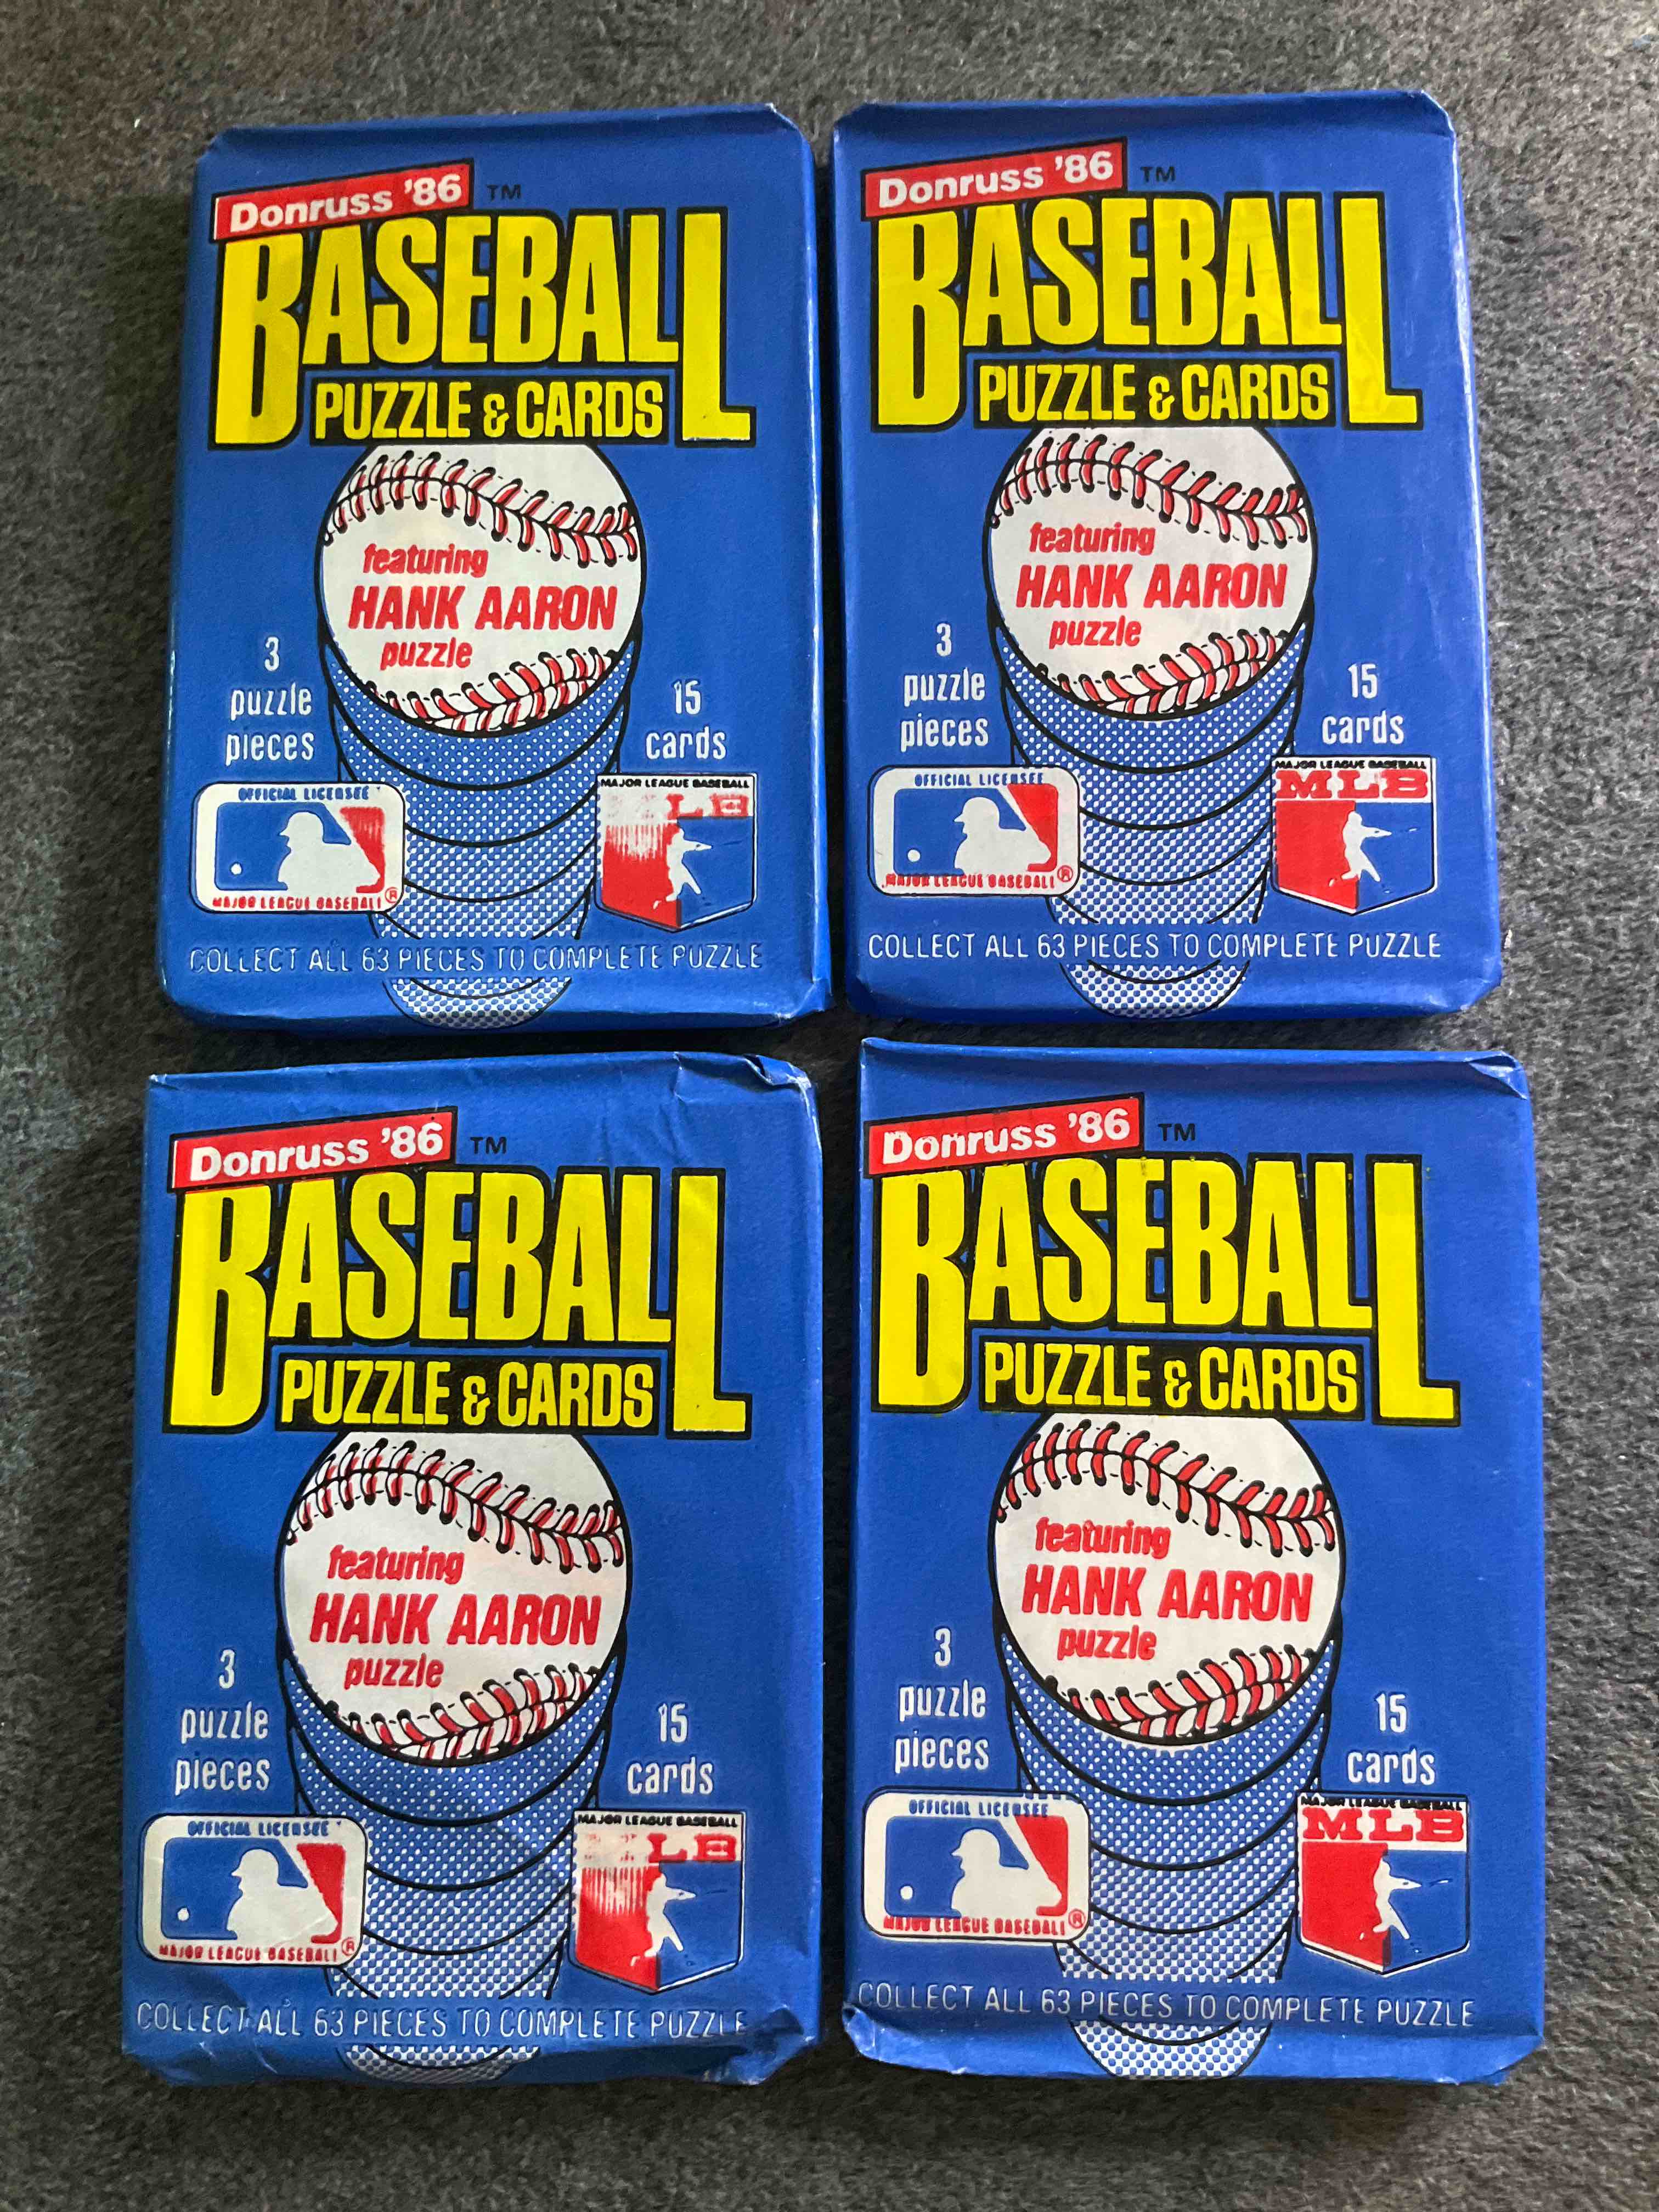 Donruss '86 TM
BASEBALL
PUZZLE & CARDS
featuring
HANK AARON
puzzle
3
puzzle
pieces
15
cards
OFFICIAL LICENSEE
MAJOR LEAGUE BASEBALL ®
MAJOR LEAGUE BASEBALL
LB
COLLECT ALL 63 PIECES TO COMPLETE PUZZLE
Donruss '86 TM
BASEBALL
PUZZLE & CARDS
featuring
HANK AARON
puzzle
3
puzzle
pieces
15
cards
OFFICIAL LICENSEE
MAJOR LEAGUE BASEBALL ®
MAJOR LEAGUE BASEBALL
MLB
COLLECT ALL 63 PIECES TO COMPLETE PUZZLE
Donruss '86 TM
BASEBALL
PUZZLE & CARDS
featuring
HANK AARON
puzzle
3
puzzle
pieces
15
cards
OFFICIAL LICENSEE
MAJOR LEAGUE BASEBALL ®
MAJOR LEAGUE BASEBALL
LB
COLLECT ALL 63 PIECES TO COMPLETE PUZZLE
Donruss '86 TM
BASEBALL
PUZZLE & CARDS
featuring
HANK AARON
puzzle
3
puzzle
pieces
15
cards
OFFICIAL LICENSEE
MAJOR LEAGUE BASEBALL ®
MAJOR LEAGUE BASEBALL
MLB
COLLECT ALL 63 PIECES TO COMPLETE PUZZLE